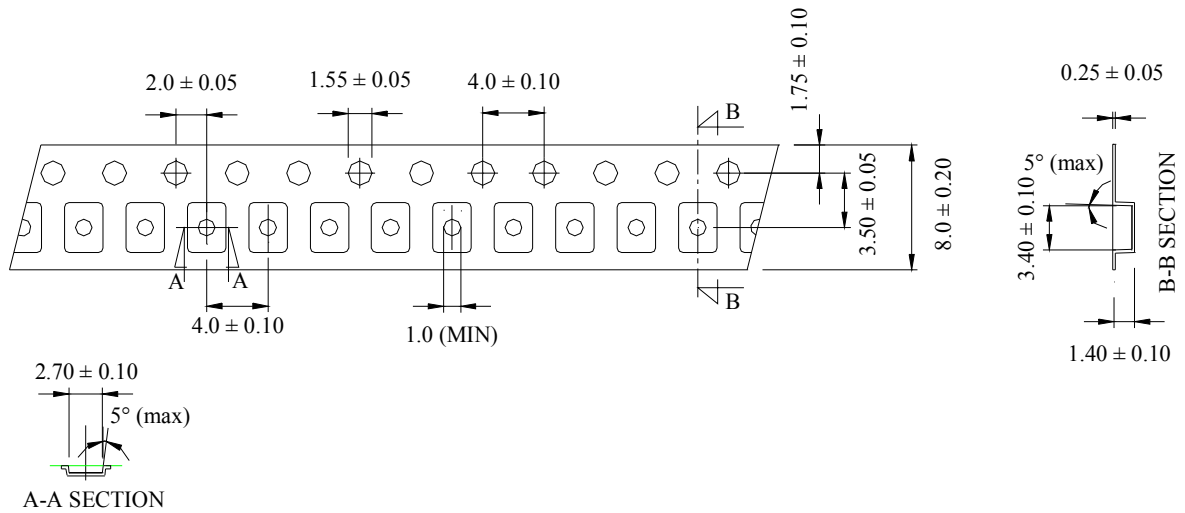 2.0 ± 0.05
1.55 ± 0.05
4.0 ± 0.10
1.75 ± 0.10
0.25 ± 0.05
B
5° (max)
3.50 ± 0.05
8.0 ± 0.20
3.40 ± 0.10
B-B SECTION
A
A
B
4.0 ± 0.10
1.0 (MIN)
1.40 ± 0.10
2.70 ± 0.10
5° (max)
A-A SECTION